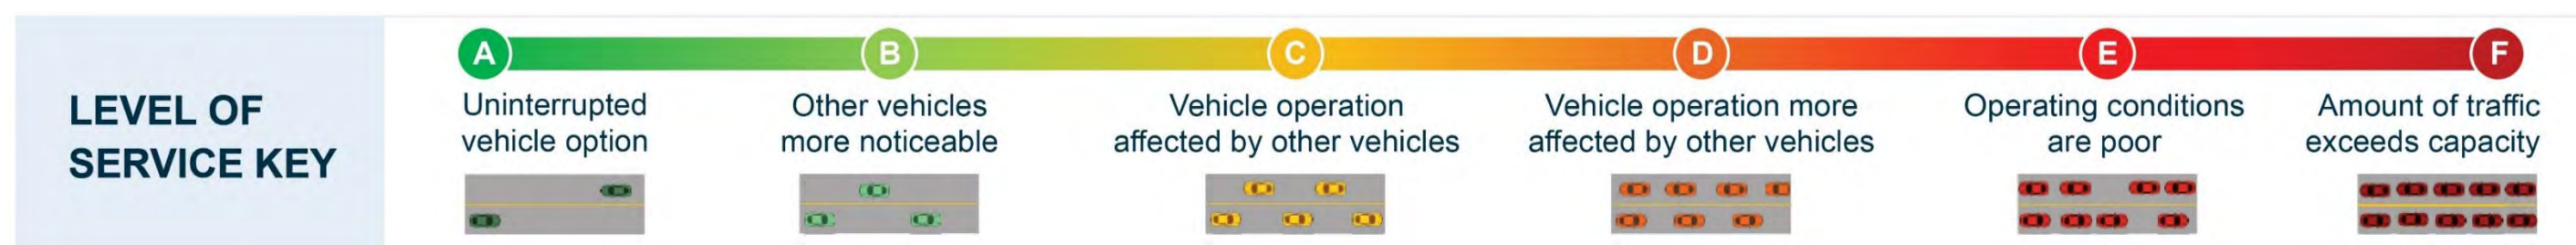 LEVEL OF
SERVICE KEY
A
Uninterrupted
vehicle option
B
Other vehicles
more noticeable
C
Vehicle operation
affected by other vehicles
D
Vehicle operation more
affected by other vehicles
E
Operating conditions
are poor
F
Amount of traffic
exceeds capacity